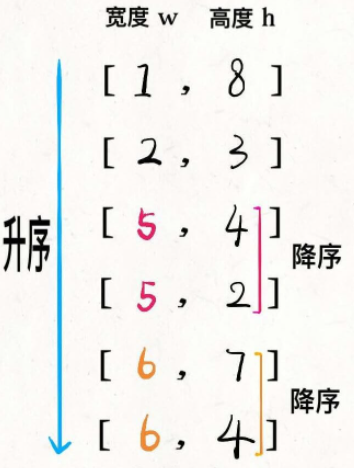 宽度 w 高度 h
[ 1 , 8 ]
[ 2 , 3 ]
[ 5 , 4 ]
[ 5 , 2 ]
[ 6 , 7 ]
[ 6 , 4 ]
升序
降序
降序